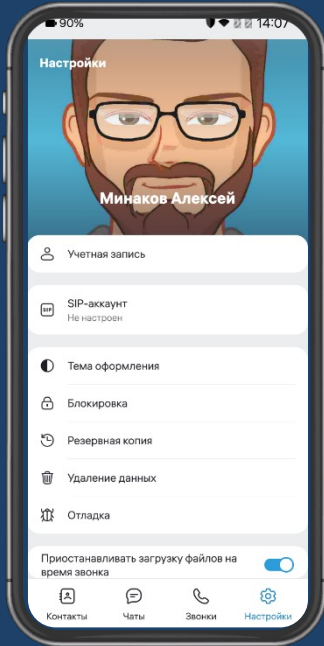 90% 14:07
Настройки
Минаков Алексей
Учетная запись
SIP
SIP-аккаунт
Не настроен
Тема оформления
Блокировка
Резервная копия
Удаление данных
Отладка
Приостанавливать загрузку файлов на
время звонка
Контакты Чаты Звонки Настройки